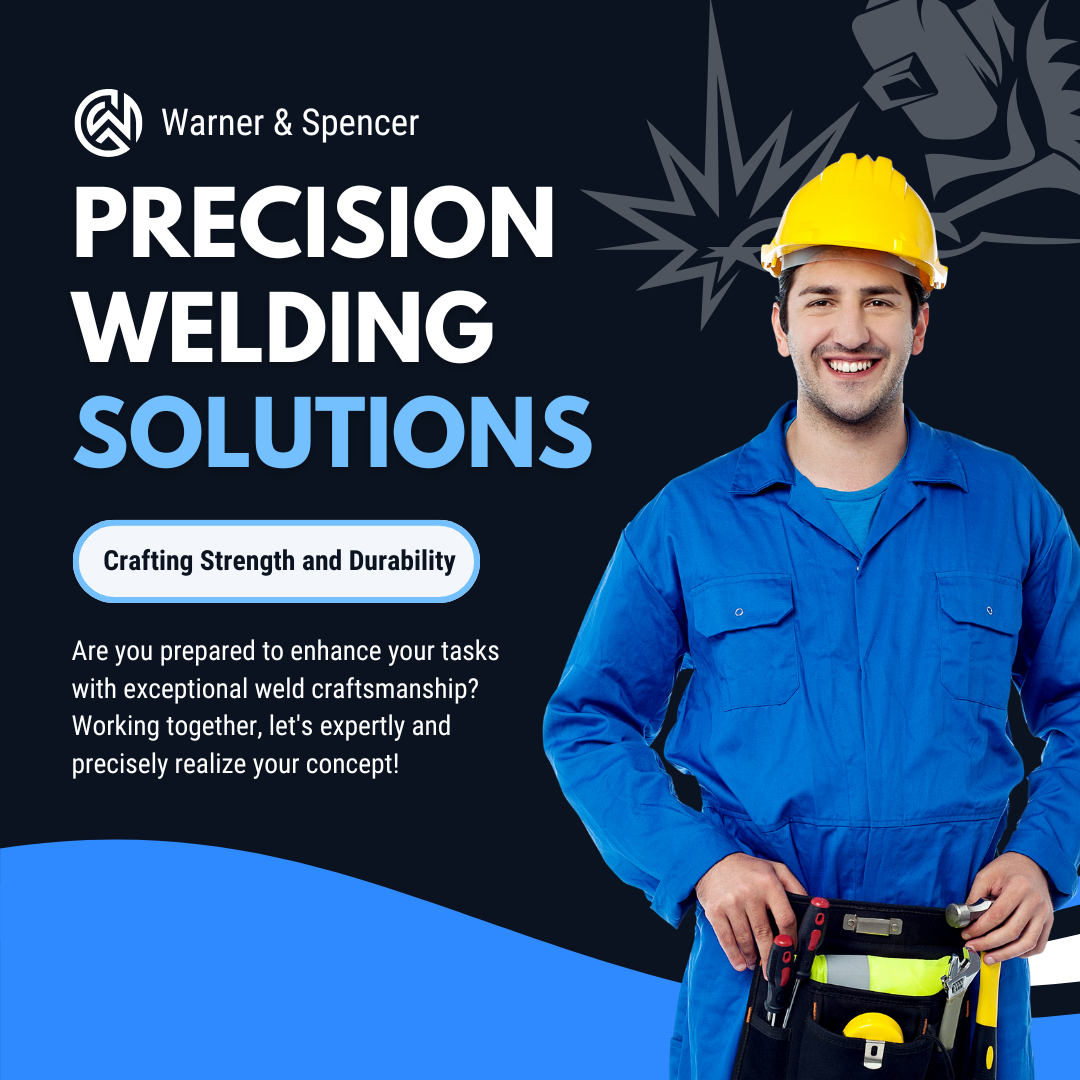 Warner & Spencer
PRECISION
WELDING
SOLUTIONS
Crafting Strength and Durability
Are you prepared to enhance your tasks
with exceptional weld craftsmanship?
Working together, let's expertly and
precisely realize your concept!